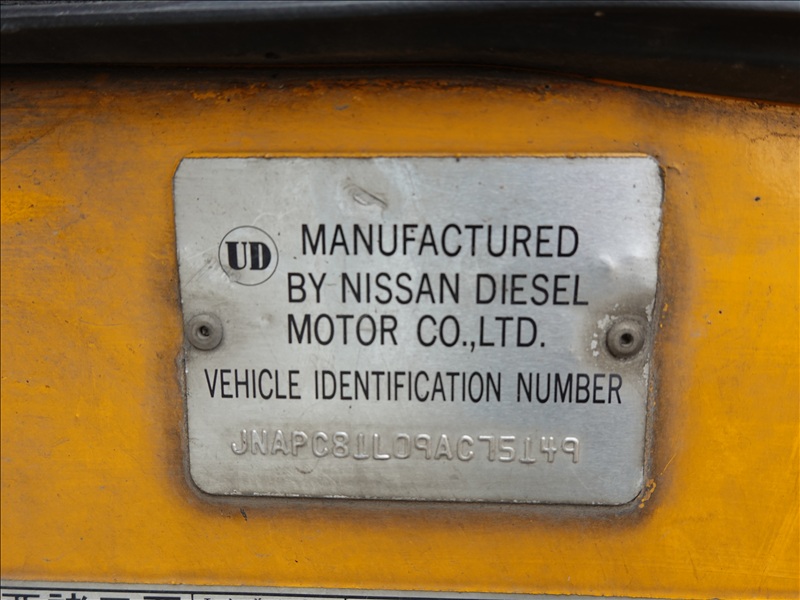 UD
MANUFACTURED
BY NISSAN DIESEL
MOTOR CO.,LTD.
VEHICLE IDENTIFICATION NUMBER
JNAPC81L09AC75149